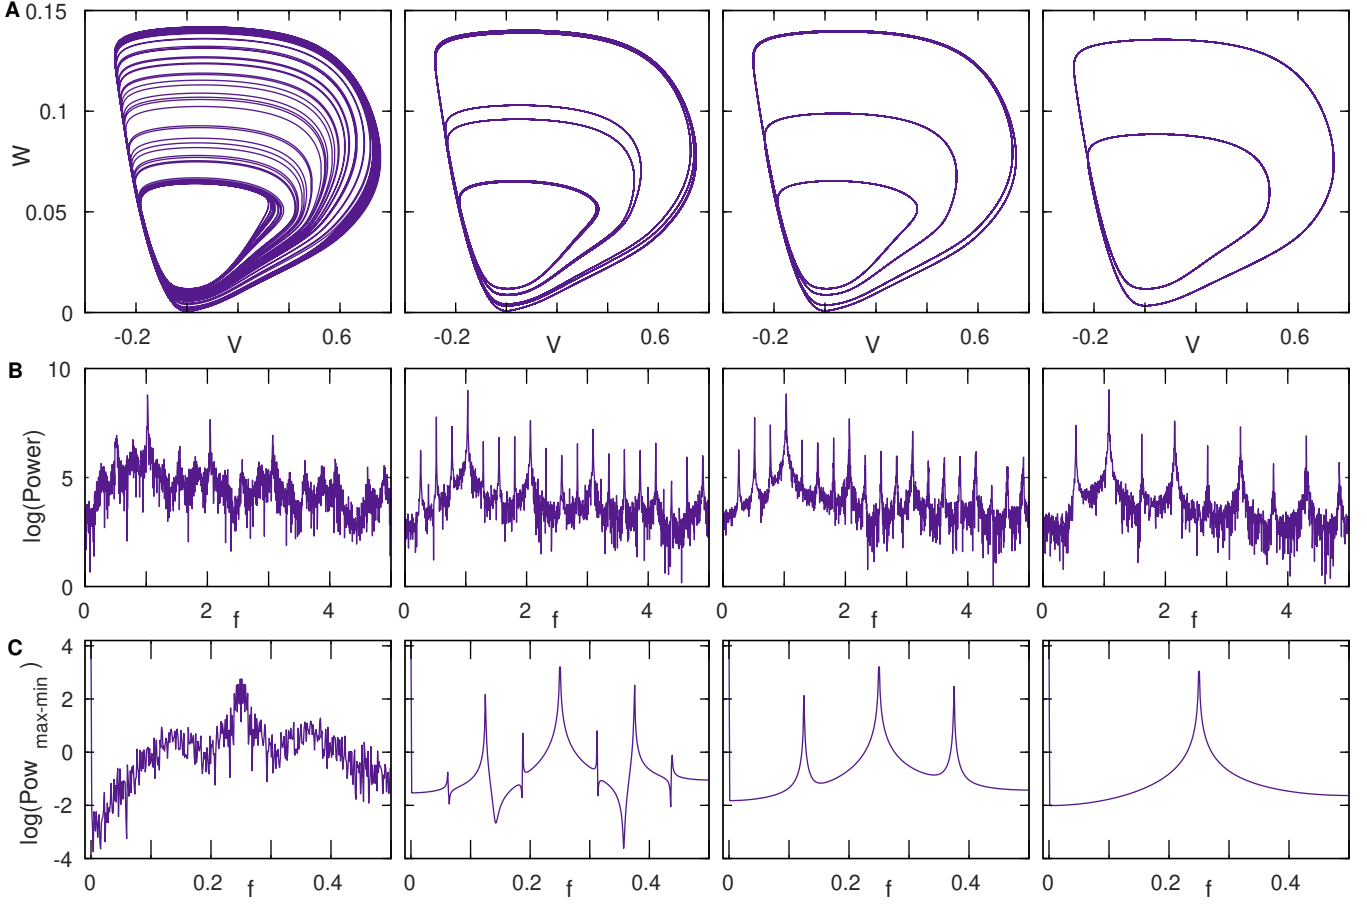 A
0.15
0.1
0.05
0
W
-0.2 0.6 -0.2 0.6 -0.2 0.6 -0.2 0.6
V V V V
B
10
5
0
log(Power)
0 2 4 0 2 4 0 2 4 0 2 4
f f f f
C
4
2
0
-2
-4
log(Pow max-min )
0 0.2 0.4 0 0.2 0.4 0 0.2 0.4 0 0.2 0.4
f f f f